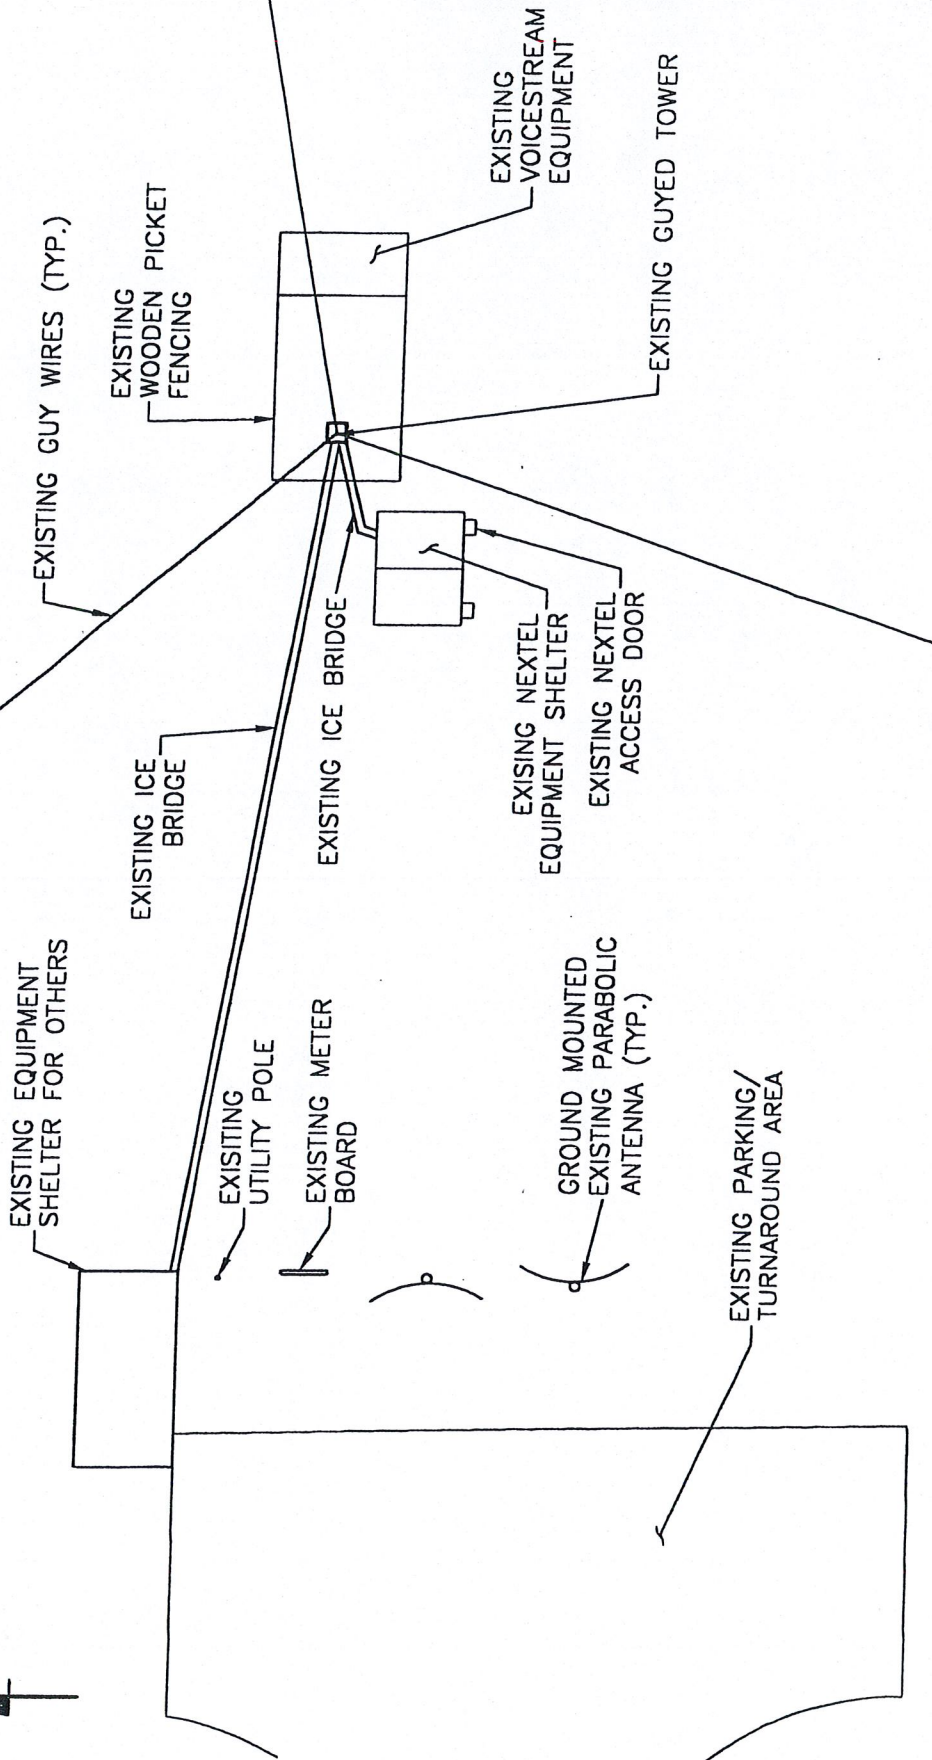 EXISTING EQUIPMENT
SHELTER FOR OTHERS
EXISTING GUY WIRES (TYP.)
EXISTING
WOODEN PICKET
FENCING
EXISTING ICE
BRIDGE
EXISITING
UTILITY POLE
EXISTING METER
BOARD
EXISTING ICE BRIDGE
EXISTING
VOICESTREAM
EQUIPMENT
EXISING NEXTEL
EQUIPMENT SHELTER
EXISTING NEXTEL
ACCESS DOOR
EXISTING GUYED TOWER
GROUND MOUNTED
EXISTING PARABOLIC
ANTENNA (TYP.)
EXISTING PARKING/
TURNAROUND AREA